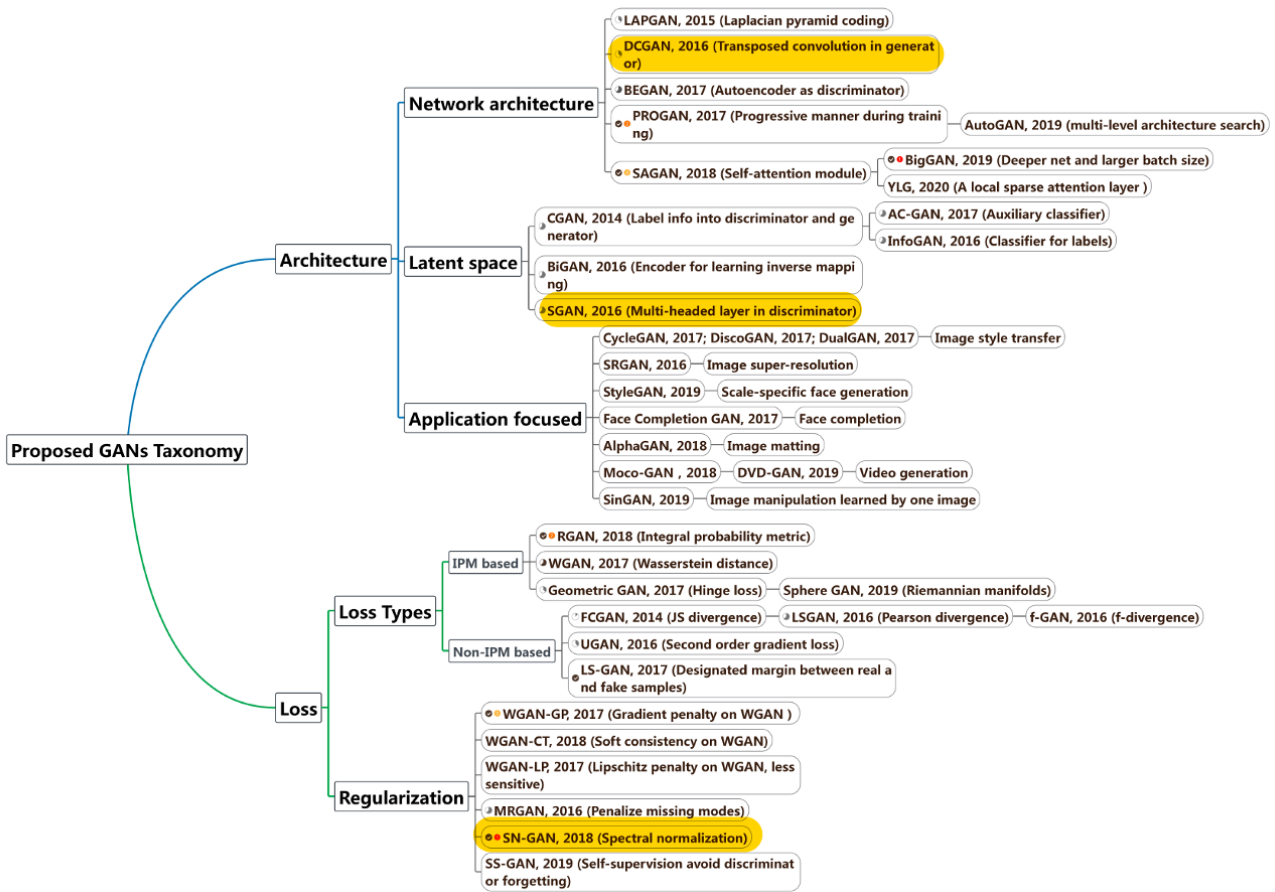 LAPGAN, 2015 (Laplacian pyramid coding)
DCGAN, 2016 (Transposed convolution in generat
or)
BEGAN, 2017 (Autoencoder as discriminator)
Network architecture
PROGAN, 2017 (Progressive manner during traini
ng)
AutoGAN, 2019 (multi-level architecture search)
SAGAN, 2018 (Self-attention module)
BigGAN, 2019 (Deeper net and larger batch size)
YLG, 2020 (A local sparse attention layer )
CGAN, 2014 (Label info into discriminator and ge
nerator)
AC-GAN, 2017 (Auxiliary classifier)
InfoGAN, 2016 (Classifier for labels)
Architecture
Latent space
BiGAN, 2016 (Encoder for learning inverse mappi
ng)
SGAN, 2016 (Multi-headed layer in discriminator)
CycleGAN, 2017; DiscoGAN, 2017; DualGAN, 2017
Image style transfer
SRGAN, 2016
Image super-resolution
StyleGAN, 2019
Scale-specific face generation
Application focused
Face Completion GAN, 2017
Face completion
AlphaGAN, 2018
Image matting
Moco-GAN , 2018
DVD-GAN, 2019
Video generation
SinGAN, 2019
Image manipulation learned by one image
Proposed GANs Taxonomy
RGAN, 2018 (Integral probability metric)
IPM based
WGAN, 2017 (Wasserstein distance)
Geometric GAN, 2017 (Hinge loss)
Sphere GAN, 2019 (Riemannian manifolds)
Loss Types
FCGAN, 2014 (JS divergence)
LSGAN, 2016 (Pearson divergence)
f-GAN, 2016 (f-divergence)
Non-IPM based
UGAN, 2016 (Second order gradient loss)
LS-GAN, 2017 (Designated margin between real a
nd fake samples)
Loss
WGAN-GP, 2017 (Gradient penalty on WGAN )
WGAN-CT, 2018 (Soft consistency on WGAN)
WGAN-LP, 2017 (Lipschitz penalty on WGAN, less
sensitive)
Regularization
MRGAN, 2016 (Penalize missing modes)
SN-GAN, 2018 (Spectral normalization)
SS-GAN, 2019 (Self-supervision avoid discriminat
or forgetting)